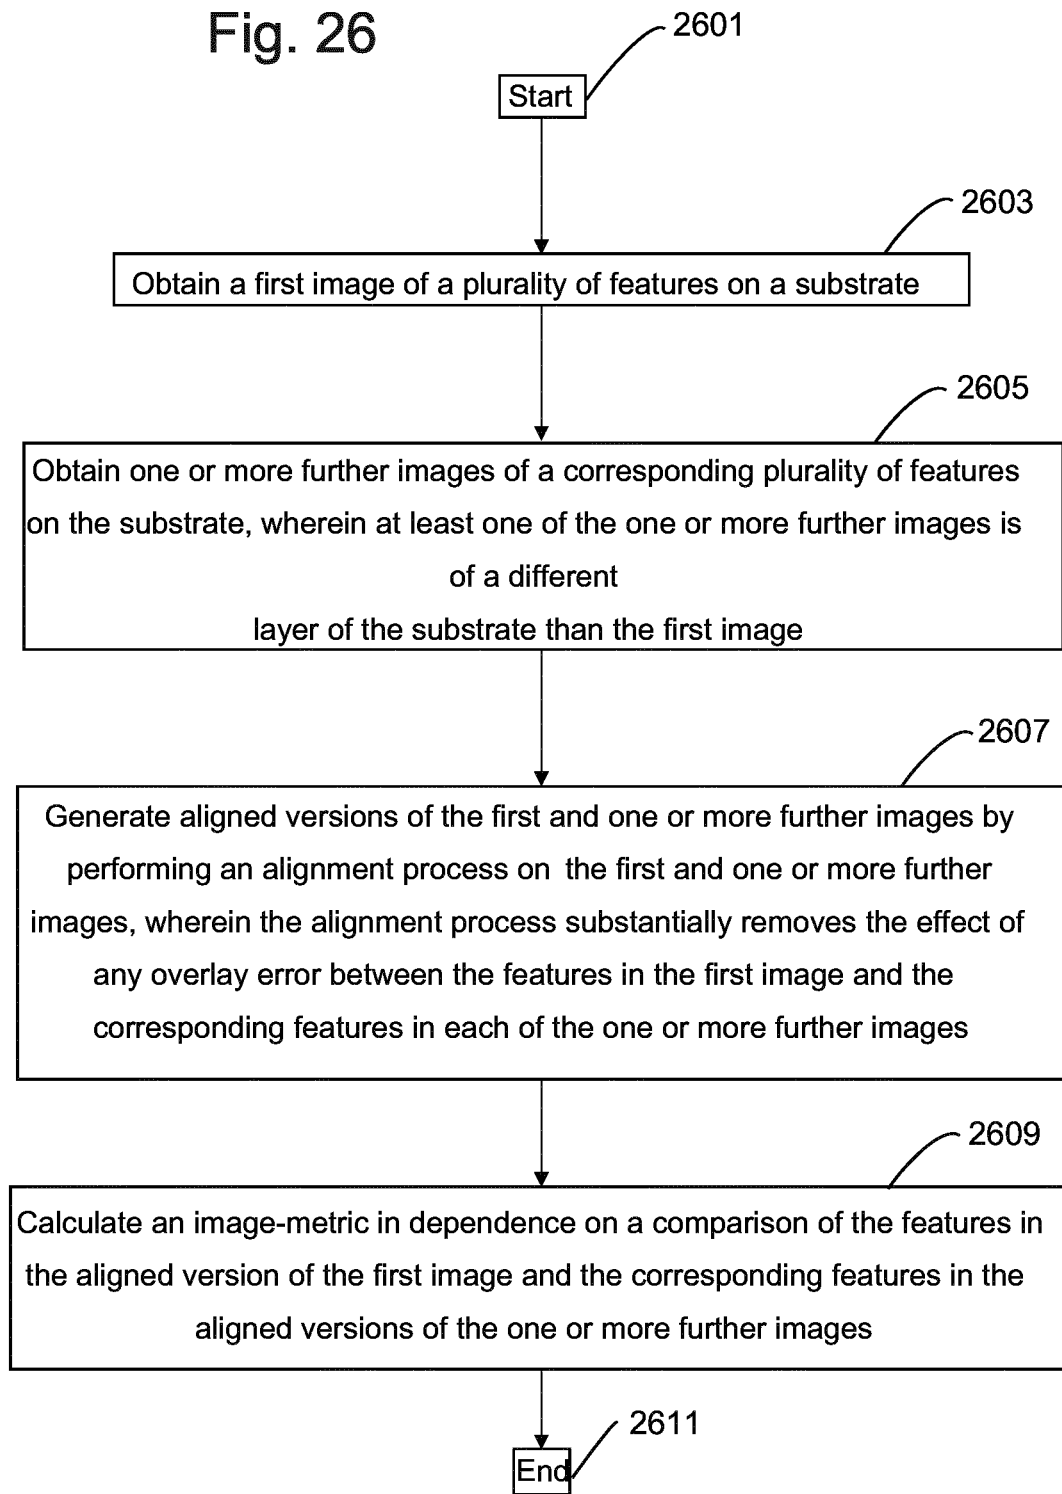 Fig. 26
2601
Start
2603
Obtain a first image of a plurality of features on a substrate
2605
Obtain one or more further images of a corresponding plurality of features
on the substrate, wherein at least one of the one or more further images is
of a different
layer of the substrate than the first image
2607
Generate aligned versions of the first and one or more further images by
performing an alignment process on the first and one or more further
images, wherein the alignment process substantially removes the effect of
any overlay error between the features in the first image and the
corresponding features in each of the one or more further images
2609
Calculate an image-metric in dependence on a comparison of the features in
the aligned version of the first image and the corresponding features in the
aligned versions of the one or more further images
2611
End